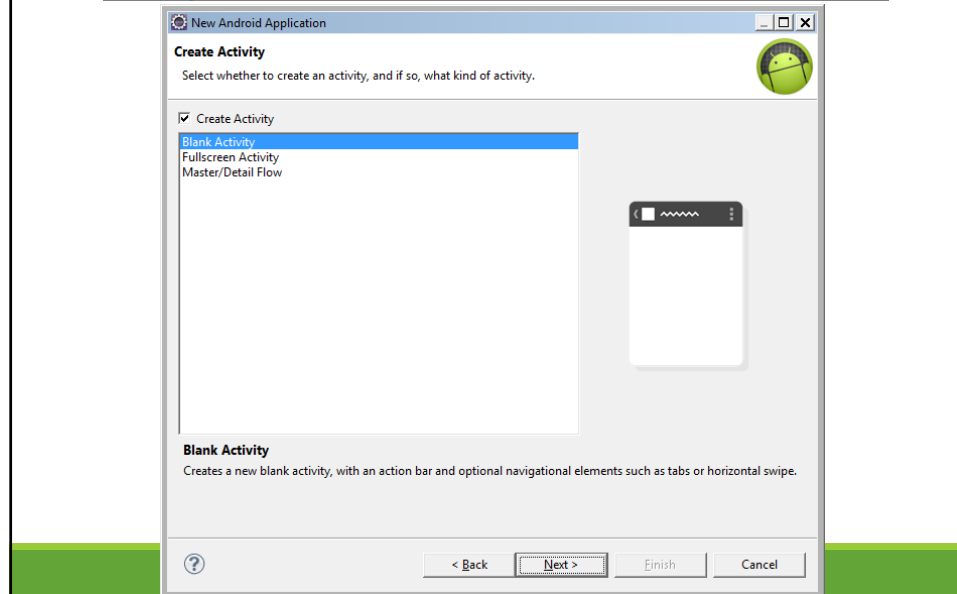 New Android Application
Create Activity
Select whether to create an activity, and if so, what kind of activity.
Create Activity
Blank Activity
Fullscreen Activity
Master/Detail Flow
Blank Activity
Creates a new blank activity, with an action bar and optional navigational elements such as tabs or horizontal swipe.
? < Back Next > Finish Cancel